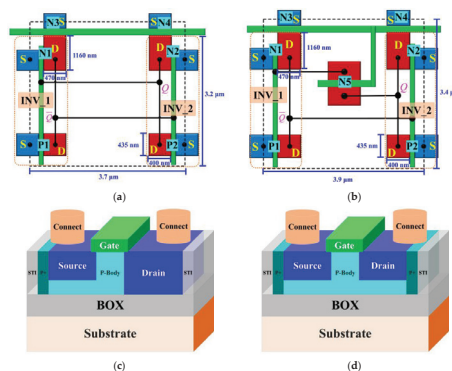 N3 S
N4 S
S
N1
D
1160 nm
D
N2
S
470 nm
Q
INV_1
INV_2
Q
3.2 μm
S
P1
D
435 nm
D
P2
S
400 nm
3.7 μm
(a)
N3 S
N4 S
S
N1
D
1160 nm
D
N2
S
470 nm
N5
Q
INV_1
INV_2
Q
3.4 μm
S
P1
D
435 nm
D
P2
S
400 nm
3.9 μm
(b)
Connect
Connect
Gate
STI
P+
Source
P-Body
Drain
STI
BOX
Substrate
(c)
Connect
Connect
Gate
STI
P+
Source
P-Body
Drain
STI
BOX
Substrate
(d)